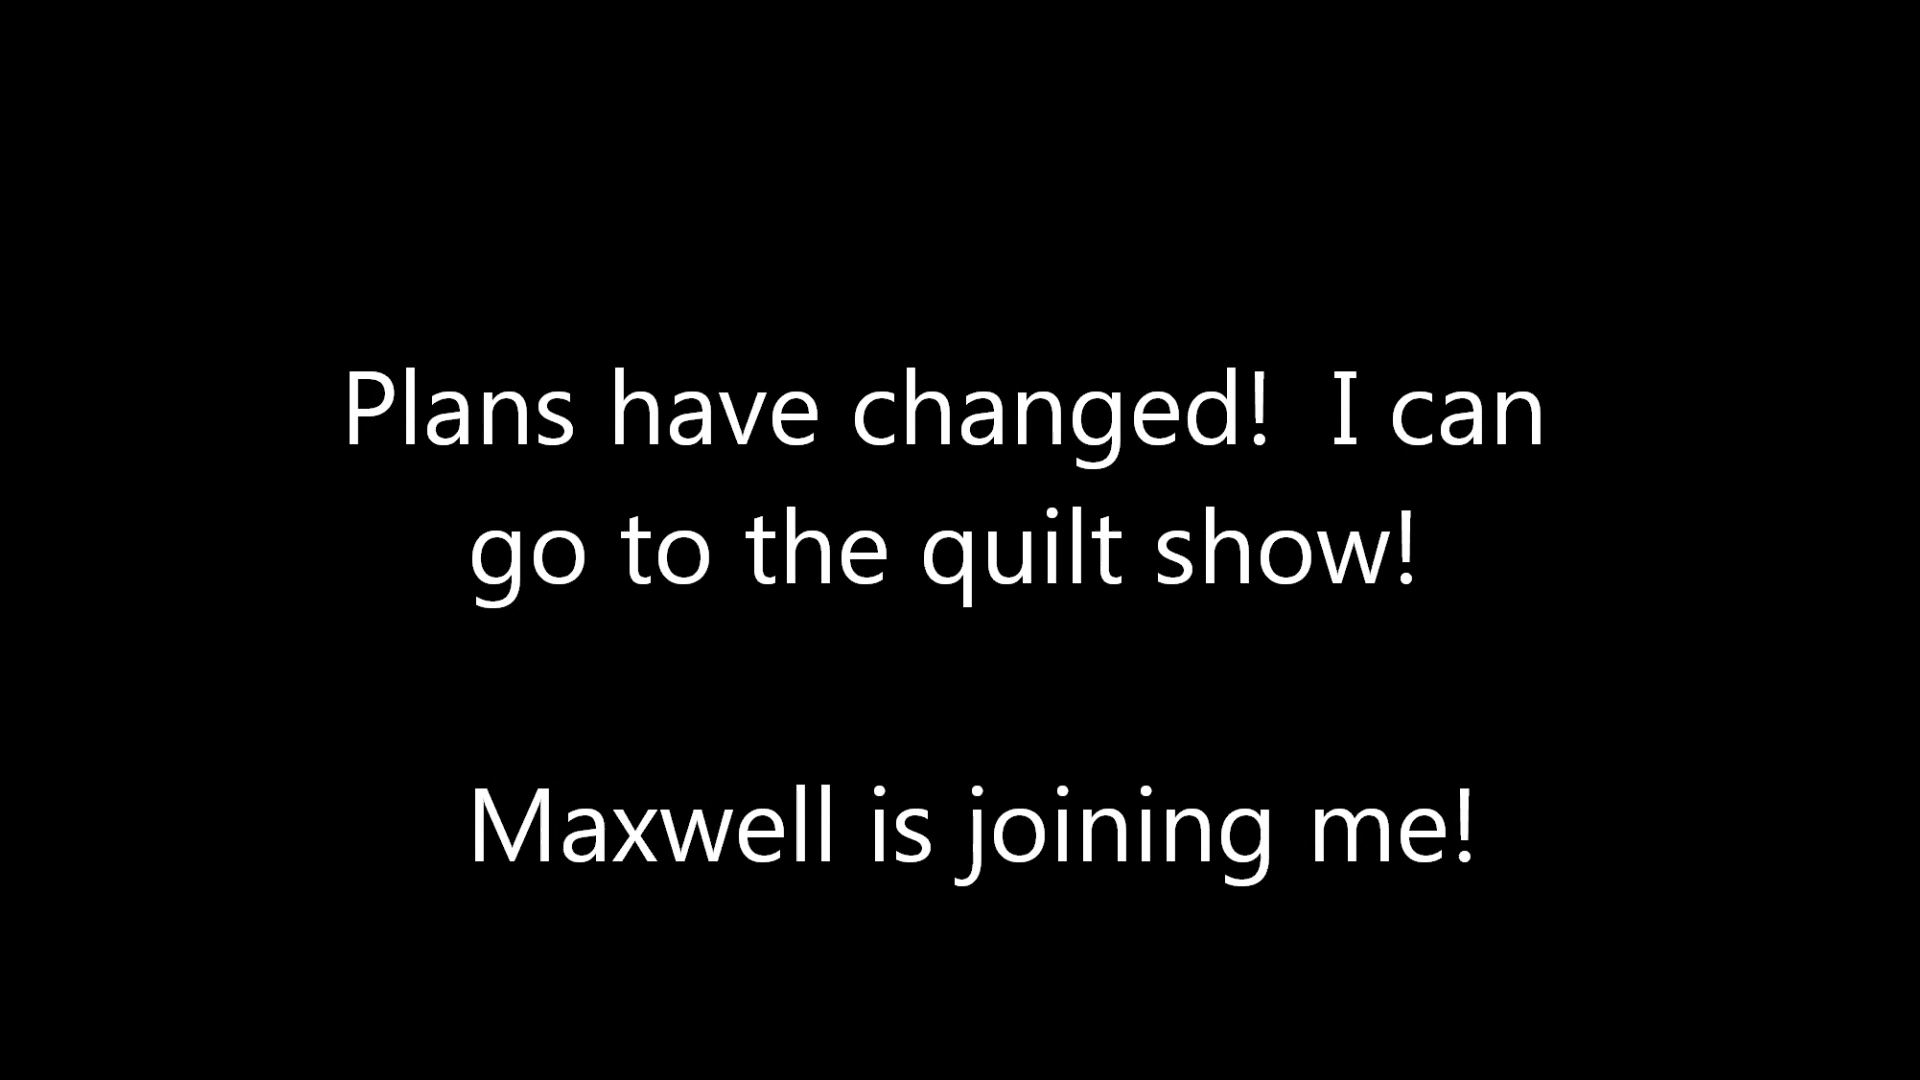 Plans have changed!  I can
go to the quilt show!
Maxwell is joining me!